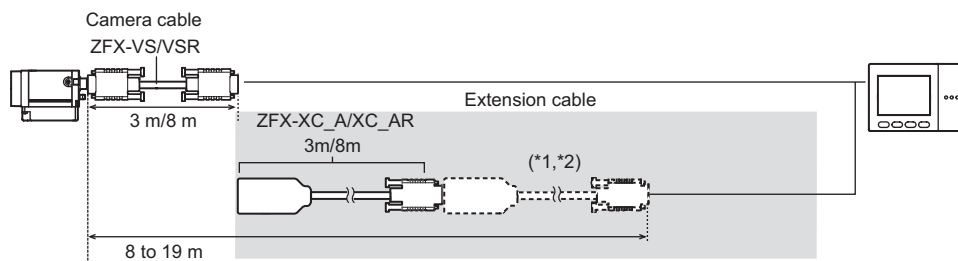 Camera cable
ZFX-VS/VSR
3 m/8 m
Extension cable
ZFX-XC_A/XC_AR
3m/8m
(*1,*2)
8 to 19 m